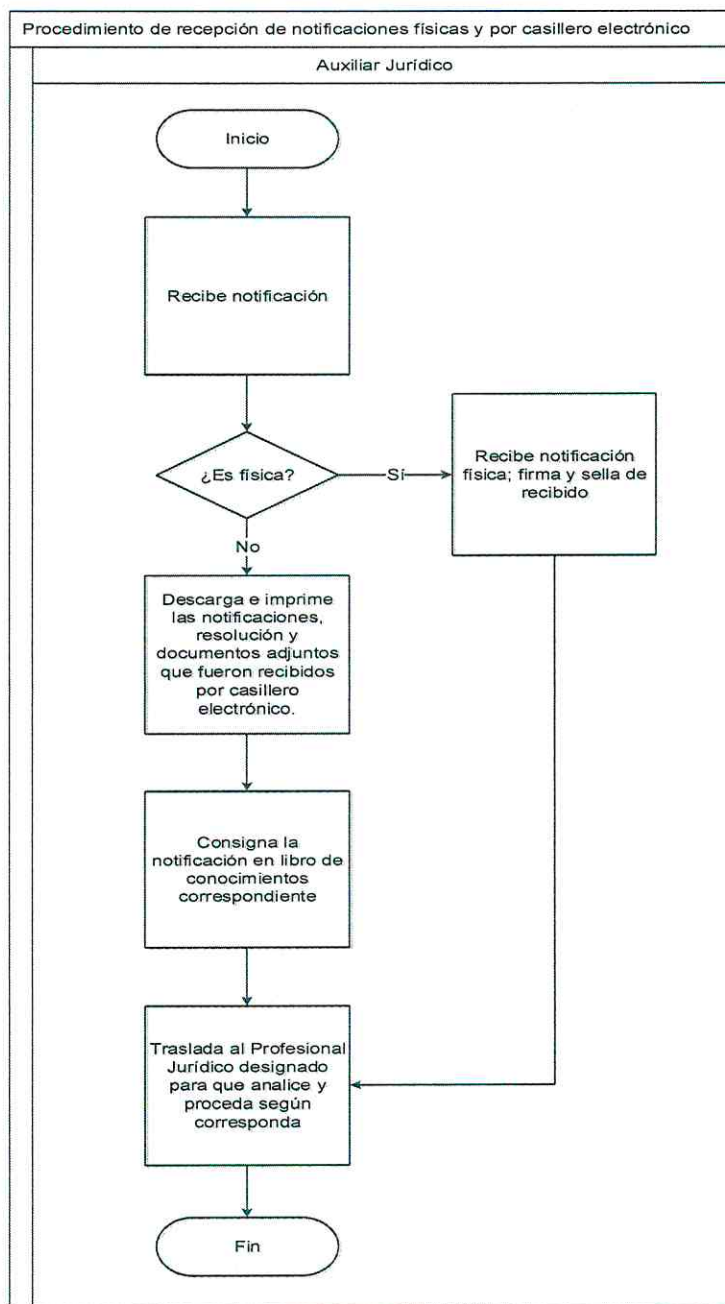 Procedimiento de recepción de notificaciones físicas y por casillero electrónico
Auxiliar Jurídico
Inicio
Recibe notificación
¿Es física?
Sí
Recibe notificación
física; firma y sella de
recibido
No
Descarga e imprime
las notificaciones,
resolución y
documentos adjuntos
que fueron recibidos
por casillero
electrónico.
Consigna la
notificación en libro de
conocimientos
correspondiente
Traslada al Profesional
Jurídico designado
para que analice y
proceda según
corresponda
Fin